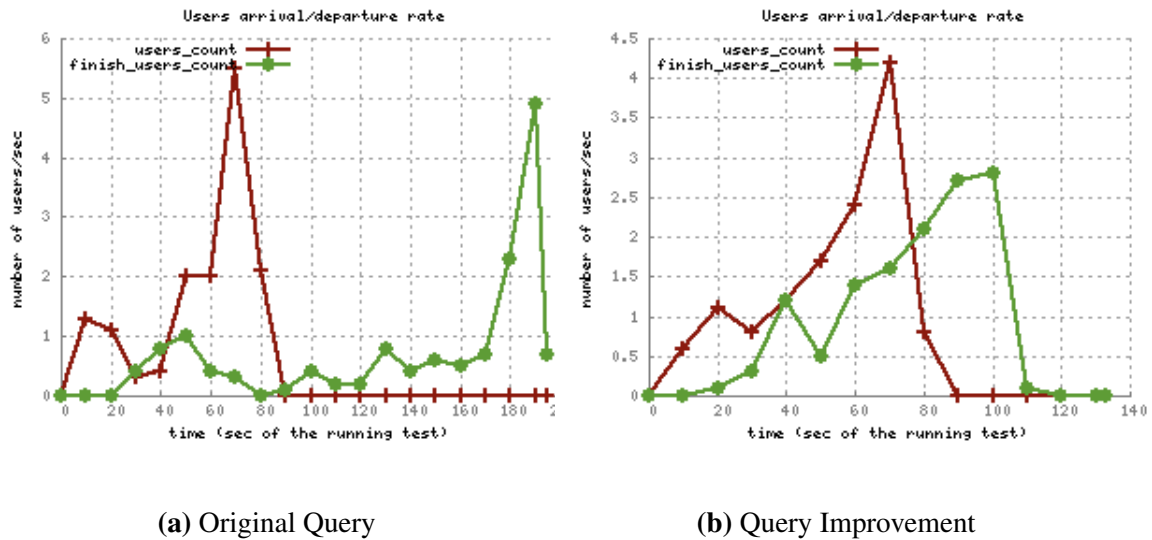 Users arrival/departure rate
users_count
finish_users_count
number of users/sec
6
5
4
3
2
1
0
0 20 40 60 80 100 120 140 160 180 2
time (sec of the running test)
(a) Original Query
Users arrival/departure rate
users_count
finish_users_count
number of users/sec
4.5
4
3.5
3
2.5
2
1.5
1
0.5
0
0 20 40 60 80 100 120 140
time (sec of the running test)
(b) Query Improvement